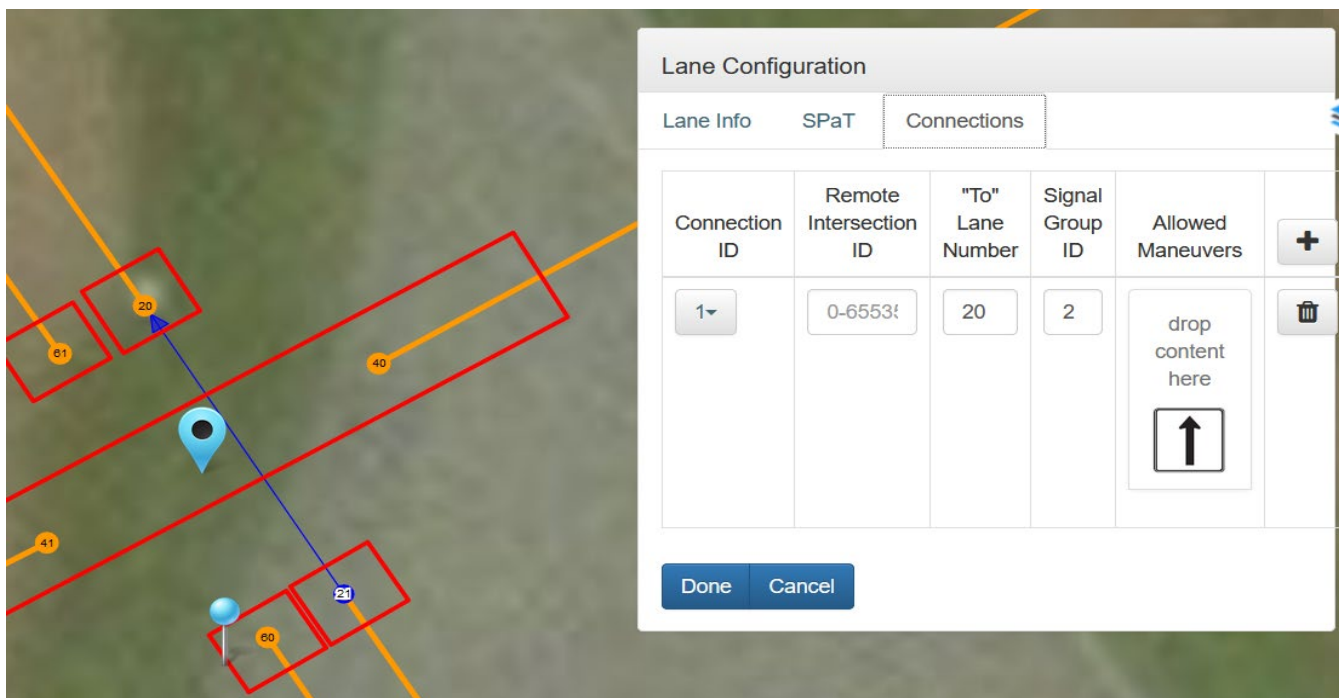 Lane Configuration
Lane Info SPaT Connections
Connection ID
Remote Intersection ID
"To" Lane Number
Signal Group ID
Allowed Maneuvers
1
20
2
drop
content
here
Done Cancel
20
61
40
41
21
60